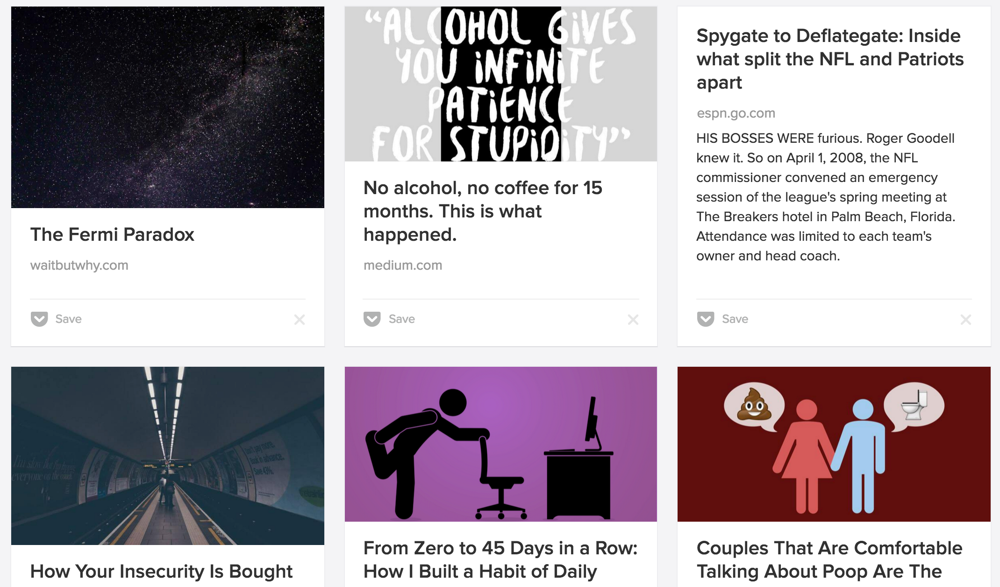 The Fermi Paradox
waitbutwhy.com
Save
“ALCOHOL GiVES
YOU iNFiNiTE
PATiENCE
FOR STUPiDiTY”
No alcohol, no coffee for 15
months. This is what
happened.
medium.com
Save
Spygate to Deflategate: Inside
what split the NFL and Patriots
apart
espn.go.com
HIS BOSSES WERE furious. Roger Goodell
knew it. So on April 1, 2008, the NFL
commissioner convened an emergency
session of the league's spring meeting at
The Breakers hotel in Palm Beach, Florida.
Attendance was limited to each team's
owner and head coach.
Save
I'm slow. But I'm
everyone on the couch.
Don't pay more.
Book in advance.
Save 43%.
How Your Insecurity Is Bought
From Zero to 45 Days in a Row:
How I Built a Habit of Daily
Couples That Are Comfortable
Talking About Poop Are The